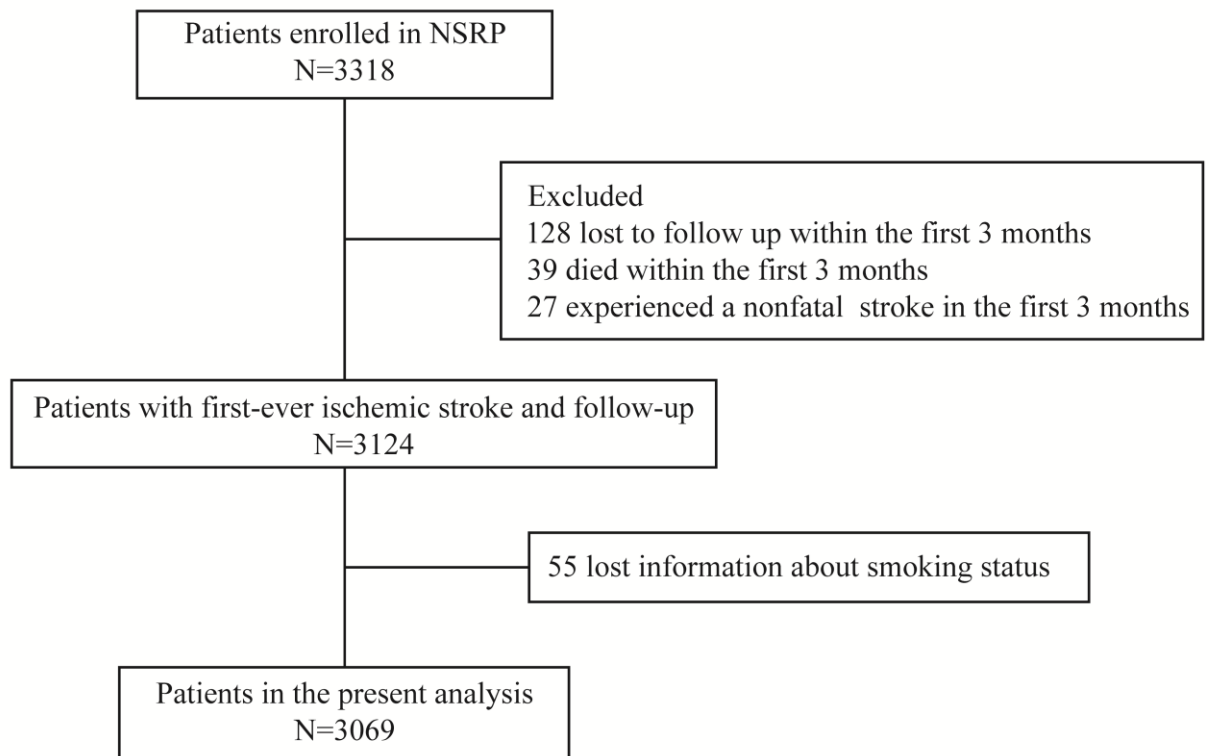 Patients enrolled in NSRP
N=3318
Excluded
128 lost to follow up within the first 3 months
39 died within the first 3 months
27 experienced a nonfatal stroke in the first 3 months
Patients with first-ever ischemic stroke and follow-up
N=3124
55 lost information about smoking status
Patients in the present analysis
N=3069